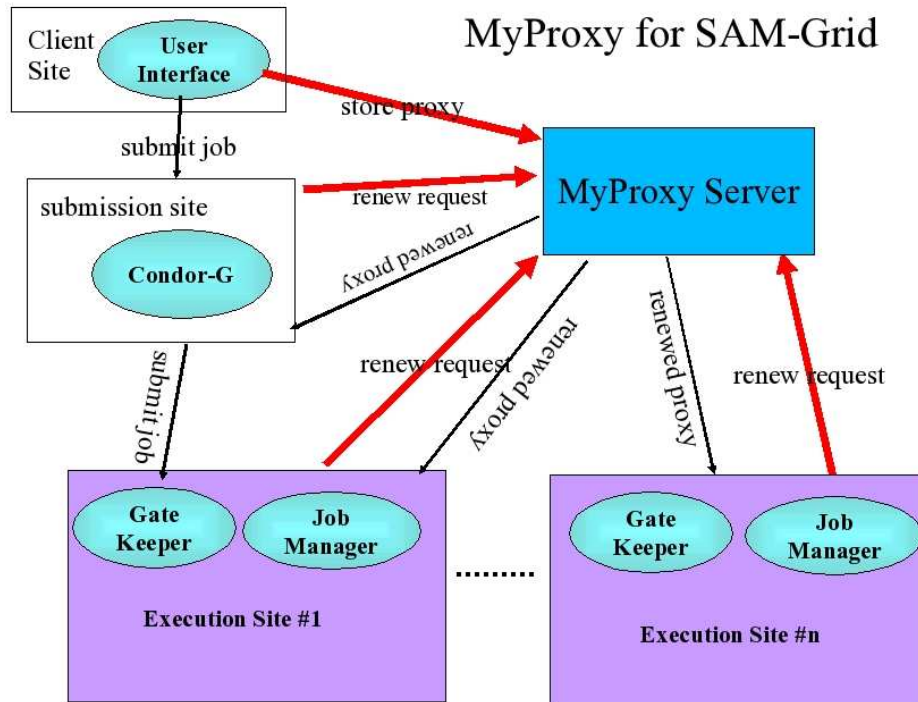 MyProxy for SAM-Grid
Client
Site
User
Interface
store proxy
submit job
MyProxy Server
renew request
submission site
Condor-G
renewed proxy
submit job
renew request
renewed proxy
renewed proxy
renew request
Gate
Keeper
Job
Manager
Execution Site #1
........
Gate
Keeper
Job
Manager
Execution Site #n